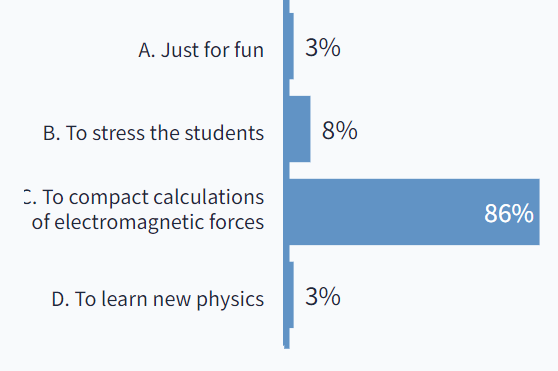 A. Just for fun
3%
B. To stress the students
8%
C. To compact calculations
of electromagnetic forces
86%
D. To learn new physics
3%